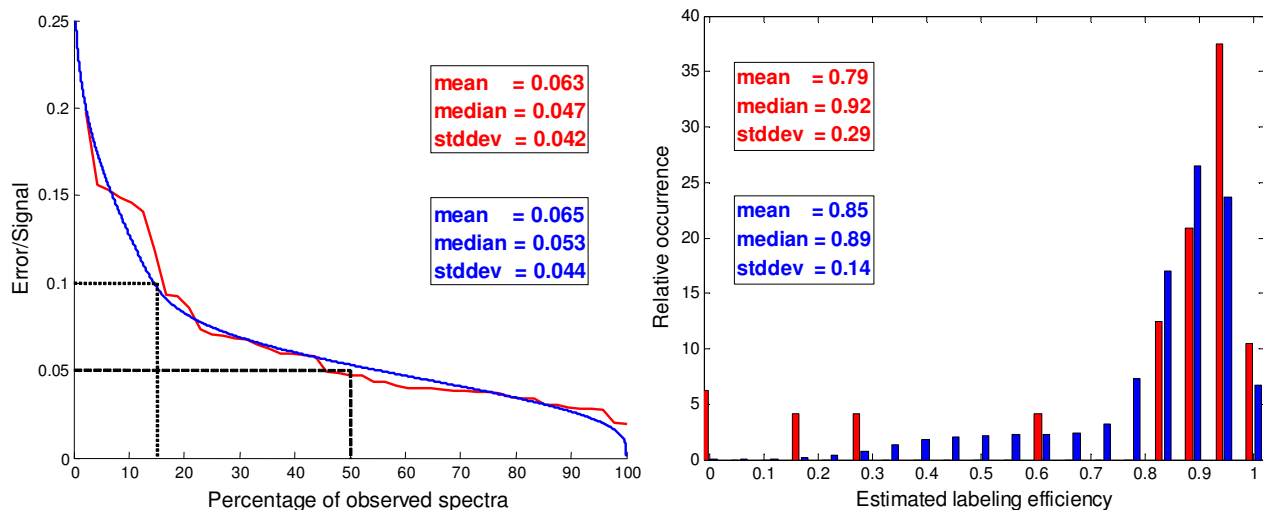 0.25
0.2
0.15
0.1
0.05
0
Error/Signal
0 10 20 30 40 50 60 70 80 90 100
Percentage of observed spectra
mean = 0.063
median = 0.047
stddev = 0.042
mean = 0.065
median = 0.053
stddev = 0.044
40
35
30
25
20
15
10
5
0
Relative occurrence
0 0.1 0.2 0.3 0.4 0.5 0.6 0.7 0.8 0.9 1
Estimated labeling efficiency
mean = 0.79
median = 0.92
stddev = 0.29
mean = 0.85
median = 0.89
stddev = 0.14